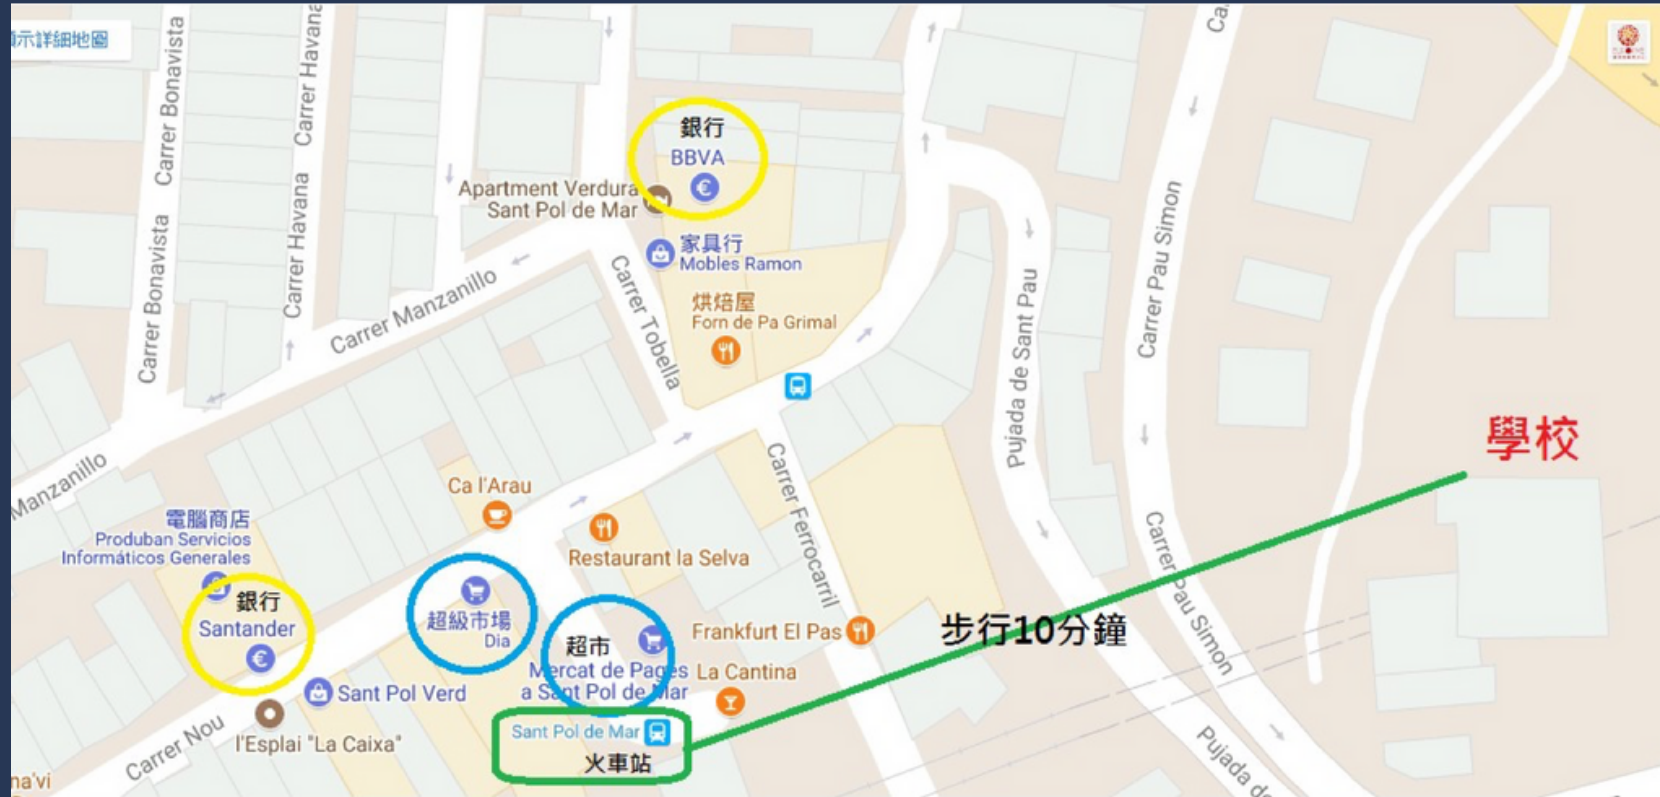 示詳細地圖
Carrer Bonavista
Carrer Havana
Ca
銀行
BBVA
Apartment Verdura
Sant Pol de Mar
家具行
Mobles Ramon
Carrer Bonavista
Carrer Havana
Carrer Manzanillo
Carrer Tobella
烘焙屋
Forn de Pa Grimal
Pujada de Sant Pau
Carrer Pau Simon
學校
Manzanillo
Ca l'Arau
Carrer Ferrocarril
電腦商店
Produban Servicios
Informáticos Generales
Restaurant la Selva
Carrer Pau Simon
銀行
Santander
超級市場
Dia
超市
Mercat de Pages
a Sant Pol de Mar
Frankfurt El Pas
步行10分鐘
La Cantina
Sant Pol Verd
Sant Pol de Mar
火車站
l'Esplai "La Caixa"
Carrer Nou
Pujada de
na'vi